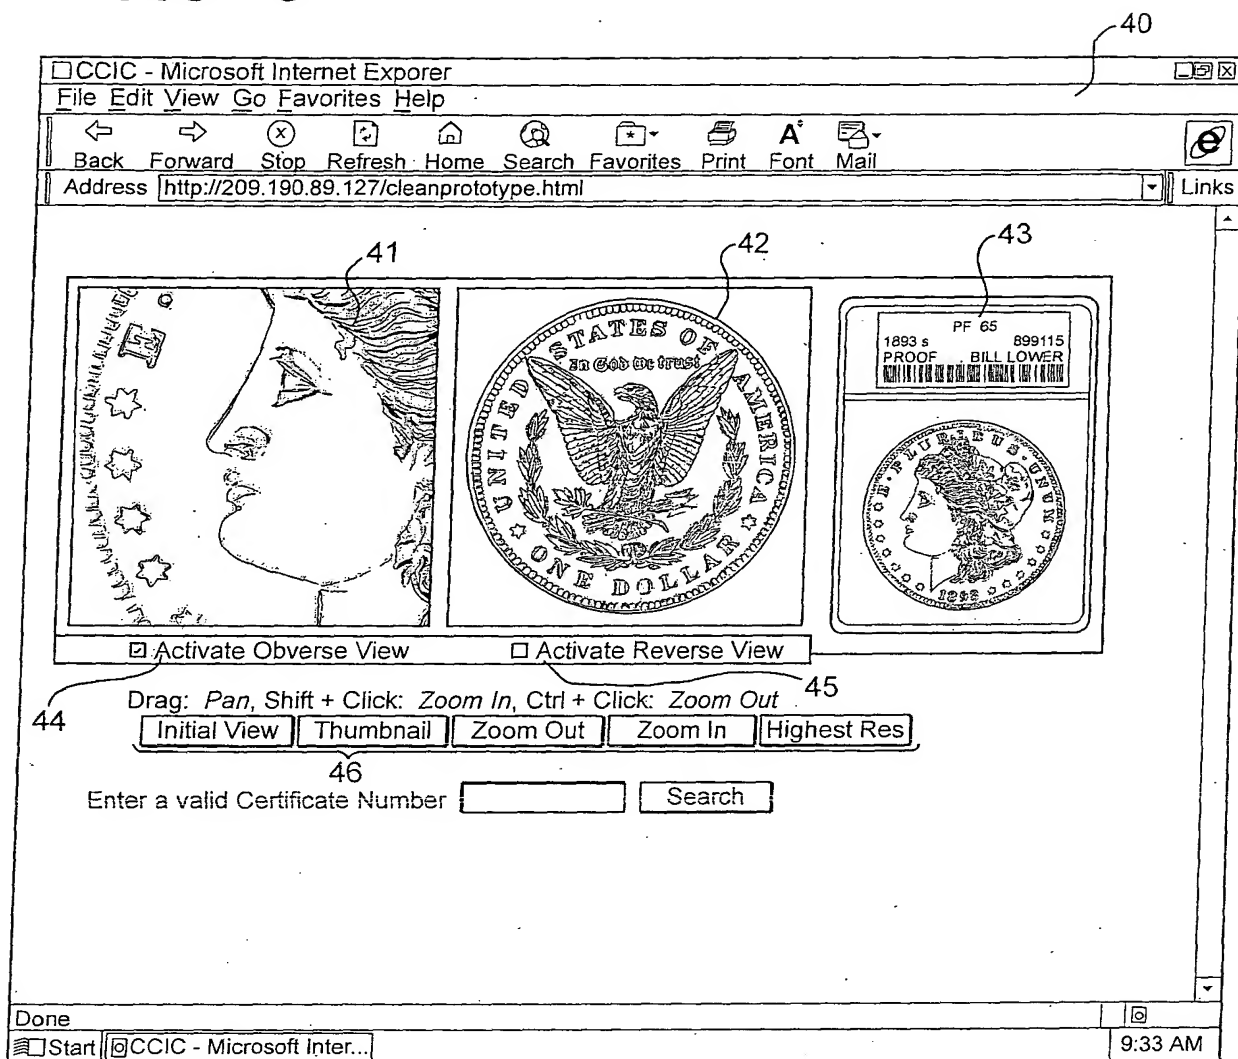 40
CCIC - Microsoft Internet Exporer
File Edit View Go Favorites Help
Back Forward Stop Refresh Home Search Favorites Print Font Mail
Address http://209.190.89.127/cleanprototype.html Links
41 42 43
E.
UNITED STATES OF AMERICA
In God we trust
ONE DOLLAR
PF 65
1893 s 899115
PROOF BILL LOWER
E·PLURIBUS·UNUM
Activate Obverse View Activate Reverse View
44 45
Drag: Pan, Shift + Click: Zoom In, Ctrl + Click: Zoom Out
Initial View Thumbnail Zoom Out Zoom In Highest Res
46
Enter a valid Certificate Number Search
Done
Start CCIC - Microsoft Inter... 9:33 AM